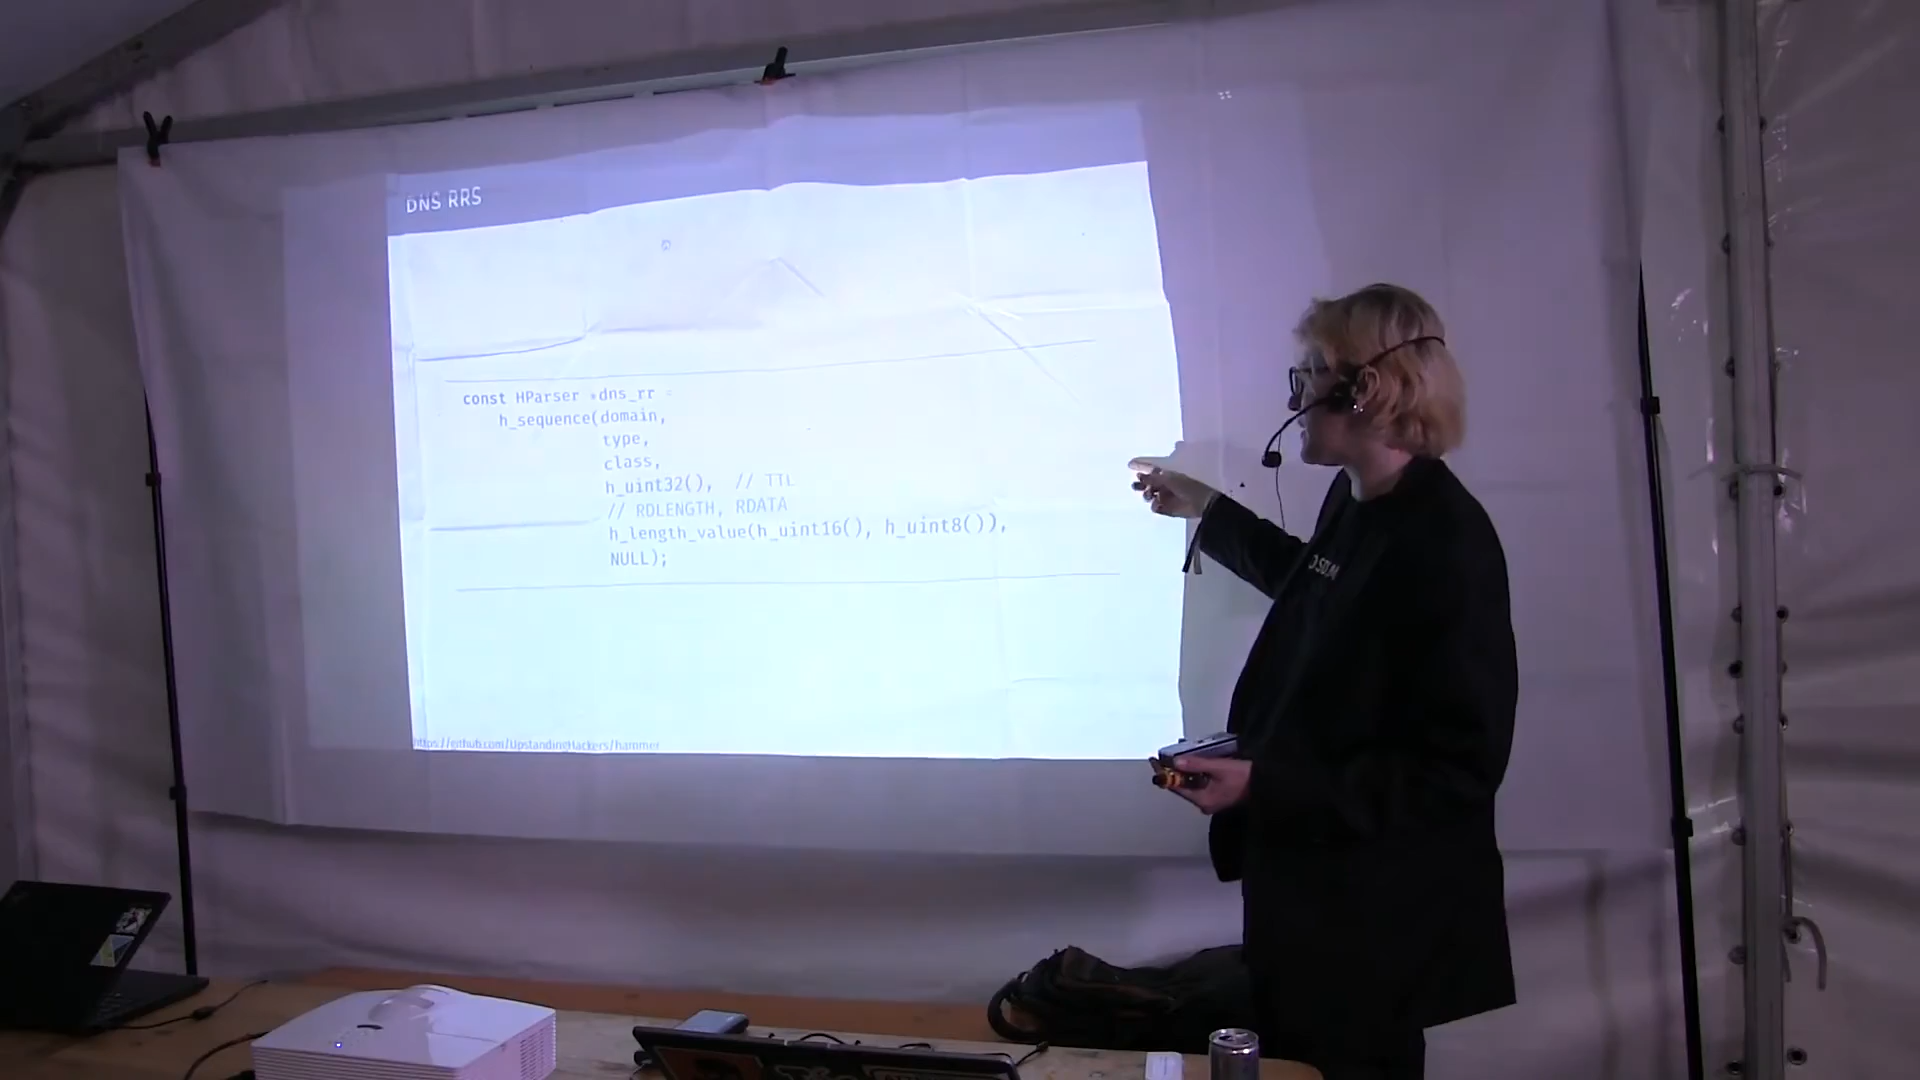 DNS RRS
const HParser *dns_rr =
h_sequence(domain,
type,
class,
h_uint32(), // TTL
// RDLENGTH, RDATA
h_length_value(h_uint16(), h_uint8()),
NULL);
https://github.com/UpstandingHackers/hammer